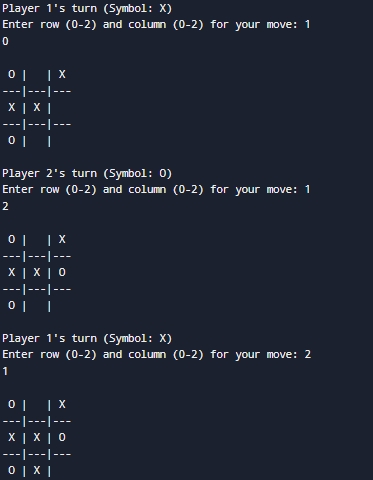 Player 1's turn (Symbol: X)
Enter row (0-2) and column (0-2) for your move: 1
0
O |   | X
---|---|---
X | X |
---|---|---
O |   |
Player 2's turn (Symbol: O)
Enter row (0-2) and column (0-2) for your move: 1
2
O |   | X
---|---|---
X | X | O
---|---|---
O |   |
Player 1's turn (Symbol: X)
Enter row (0-2) and column (0-2) for your move: 2
1
O |   | X
---|---|---
X | X | O
---|---|---
O | X |